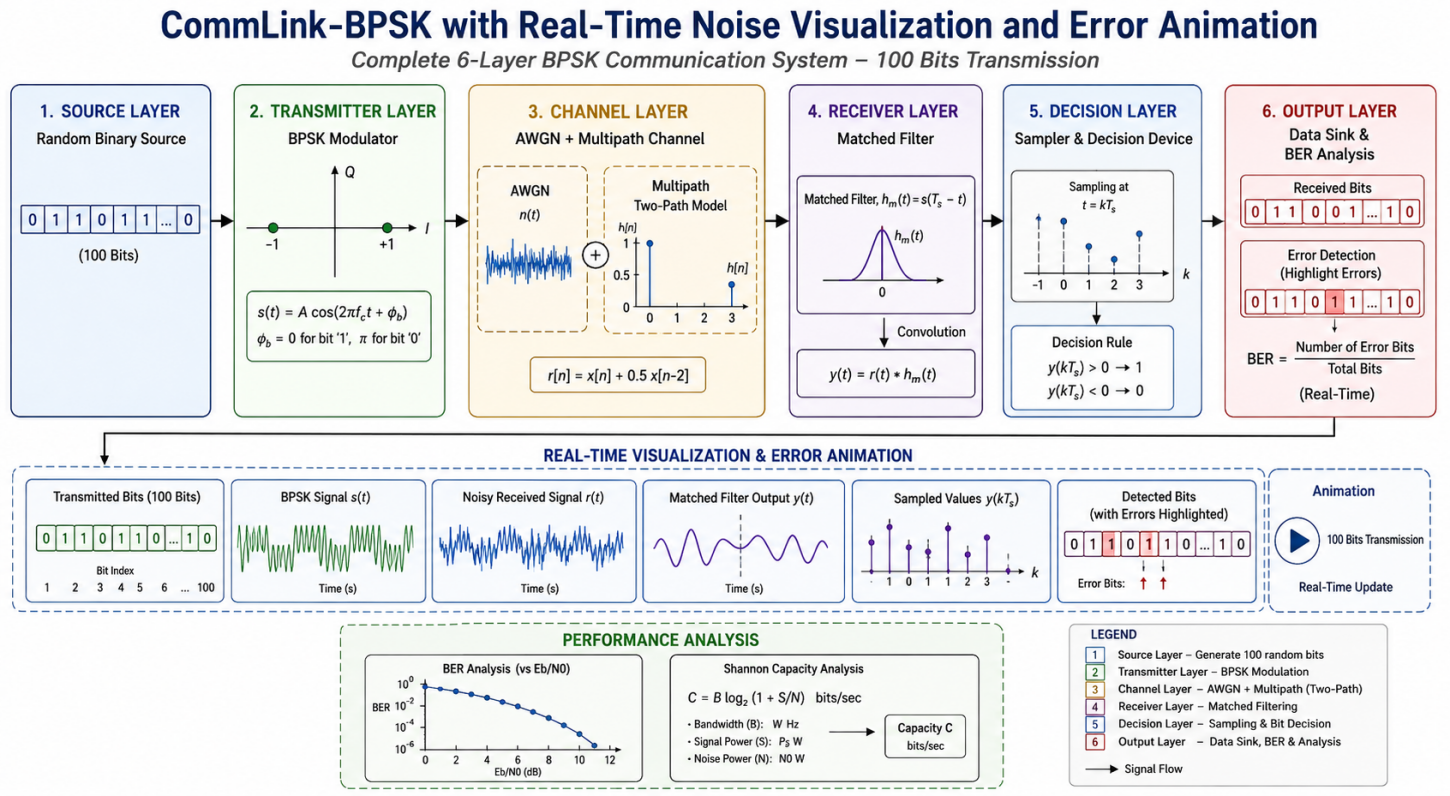 CommLink-BPSK with Real-Time Noise Visualization and Error Animation
Complete 6-Layer BPSK Communication System – 100 Bits Transmission
1. SOURCE LAYER
Random Binary Source
0 1 1 0 1 1 ... 0
(100 Bits)
2. TRANSMITTER LAYER
BPSK Modulator
Q
I
−1 +1
s(t) = A cos(2πf_c t + ϕ_b)
ϕ_b = 0 for bit '1', π for bit '0'
3. CHANNEL LAYER
AWGN + Multipath Channel
AWGN
n(t)
+
Multipath
Two-Path Model
h[n]
1
0.5
0
h[n]
0 1 2 3
r[n] = x[n] + 0.5 x[n-2]
4. RECEIVER LAYER
Matched Filter
Matched Filter, h_m(t) = s(T_s − t)
h_m(t)
0
Convolution
y(t) = r(t) * h_m(t)
5. DECISION LAYER
Sampler & Decision Device
Sampling at
t = kT_s
−1 0 1 2 3 k
Decision Rule
y(kT_s) > 0 → 1
y(kT_s) < 0 → 0
6. OUTPUT LAYER
Data Sink &
BER Analysis
Received Bits
0 1 1 0 0 1 ... 1 0
Error Detection
(Highlight Errors)
0 1 1 0 1 1 ... 1 0
BER = Number of Error Bits
Total Bits
(Real-Time)
REAL-TIME VISUALIZATION & ERROR ANIMATION
Transmitted Bits (100 Bits)
0 1 1 0 1 1 0 ... 1 0
Bit Index
1 2 3 4 5 6 ... 100
BPSK Signal s(t)
Time (s)
Noisy Received Signal r(t)
Time (s)
Matched Filter Output y(t)
Time (s)
Sampled Values y(kT_s)
- 1 0 1 1 2 3 - k
Detected Bits
(with Errors Highlighted)
0 1 1 0 1 1 0 ... 1 0
Error Bits:
Animation
100 Bits Transmission
Real-Time Update
PERFORMANCE ANALYSIS
BER Analysis (vs Eb/N0)
BER
10^0
10^-2
10^-4
10^-6
0 2 4 6 8 10 12
Eb/N0 (dB)
Shannon Capacity Analysis
C = B log_2 (1 + S/N) bits/sec
• Bandwidth (B): W Hz
• Signal Power (S): P_S W
• Noise Power (N): N0 W
Capacity C
bits/sec
LEGEND
1 Source Layer – Generate 100 random bits
2 Transmitter Layer – BPSK Modulation
3 Channel Layer – AWGN + Multipath (Two-Path)
4 Receiver Layer – Matched Filtering
5 Decision Layer – Sampling & Bit Decision
6 Output Layer – Data Sink, BER & Analysis
Signal Flow